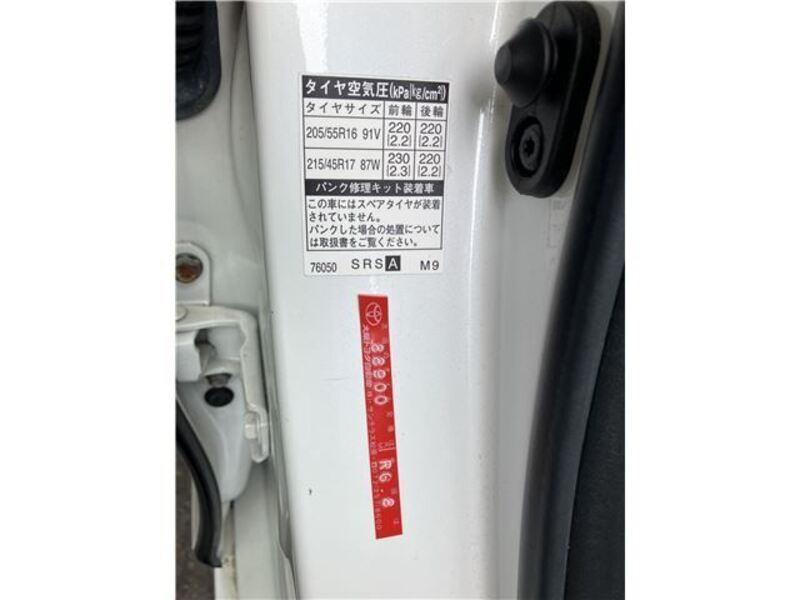 タイヤ空気圧(kPa[kg/cm²])
タイヤサイズ 前輪 後輪
205/55R16 91V 220 [2.2] 220 [2.2]
215/45R17 87W 230 [2.3] 220 [2.2]
パンク修理キット装着車
この車にはスペアタイヤが装着
されていません。
パンクした場合の処置について
は取扱書をご覧ください。
76050 SRS A M9
88900
RG.2